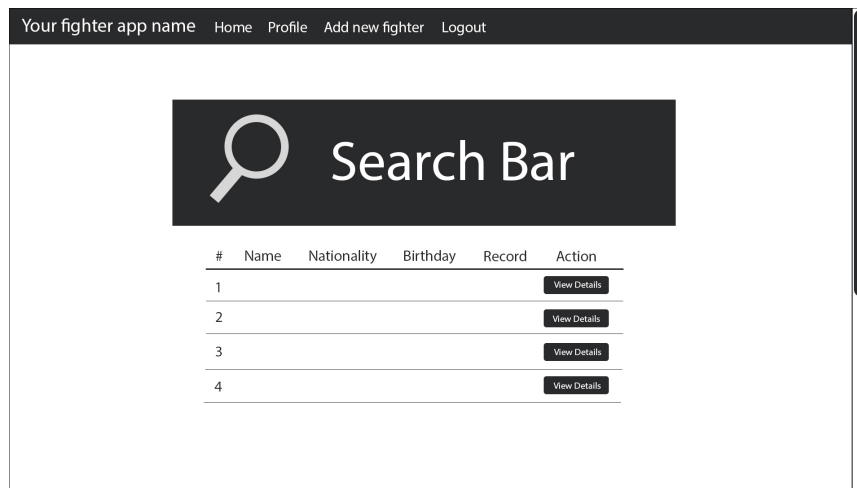 Your fighter app name Home Profile Add new fighter Logout
Search Bar
# Name Nationality Birthday Record Action
1 View Details
2 View Details
3 View Details
4 View Details